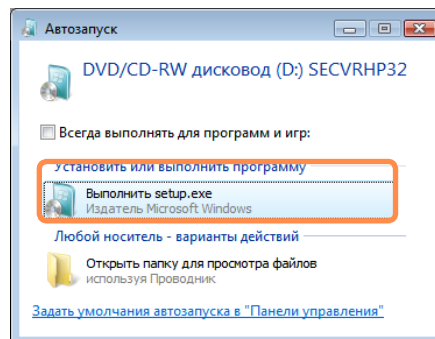 Автозапуск
DVD/CD-RW дисковод (D:) SECVRHP32
Всегда выполнять для программ и игр:
Установить или выполнить программу
Выполнить setup.exe
Издатель Microsoft Windows
Любой носитель - варианты действий
Открыть папку для просмотра файлов
используя Проводник
Задать умолчания автозапуска в "Панели управления"